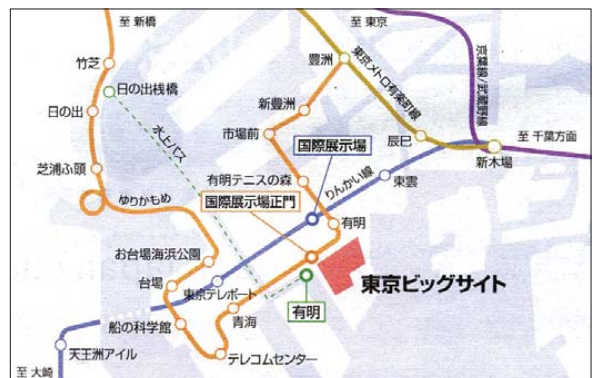 至 新橋
至 東京
竹芝
豊洲
東京メトロ有楽町線
京葉線/武蔵野線
日の出桟橋
日の出
新豊洲
水上バス
市場前
国際展示場
辰巳
至 千葉方面
新木場
芝浦ふ頭
有明テニスの森
りんかい線
東雲
ゆりかもめ
国際展示場正門
有明
お台場海浜公園
台場
東京テレポート
東京ビッグサイト
有明
船の科学館
青海
天王洲アイル
テレコムセンター
至 大崎